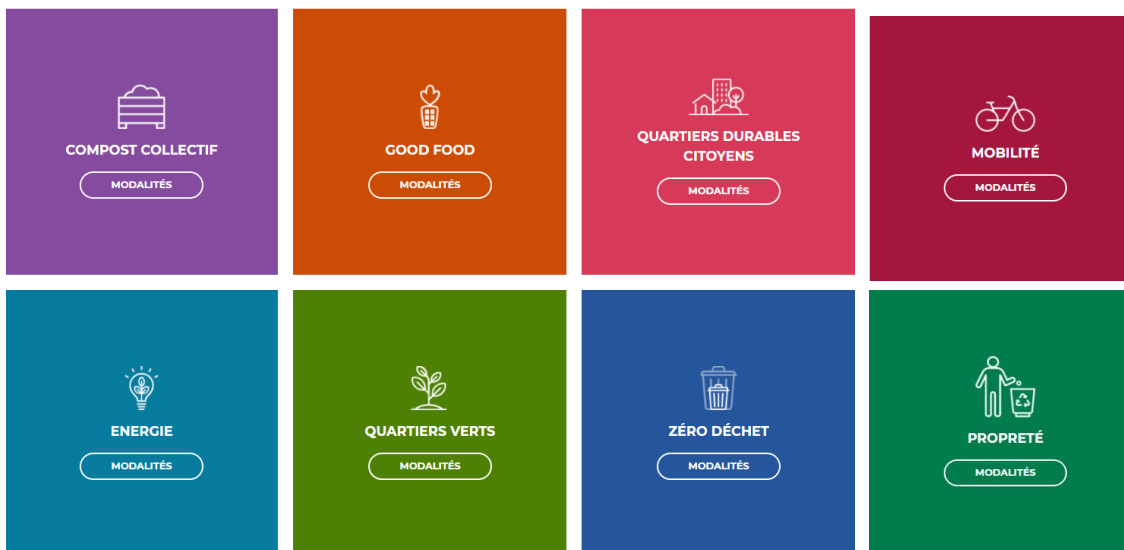 COMPOST COLLECTIF
MODALITÉS
GOOD FOOD
MODALITÉS
QUARTIERS DURABLES
CITOYENS
MODALITÉS
MOBILITÉ
MODALITÉS
ENERGIE
MODALITÉS
QUARTIERS VERTS
MODALITÉS
ZÉRO DÉCHET
MODALITÉS
PROPRETÉ
MODALITÉS